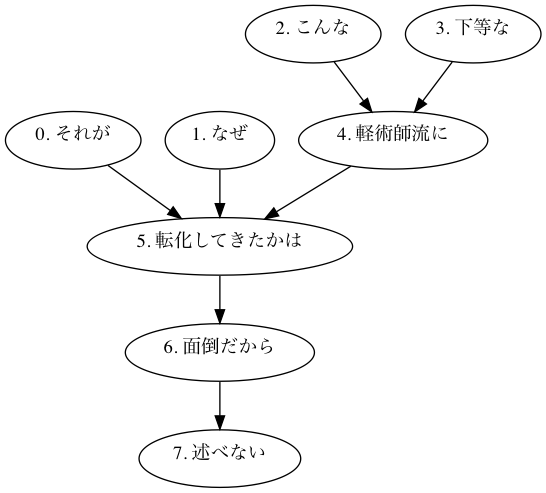 2. こんな
3. 下等な
0. それが
1. なぜ
4. 軽術師流に
5. 転化してきたかは
6. 面倒だから
7. 述べない